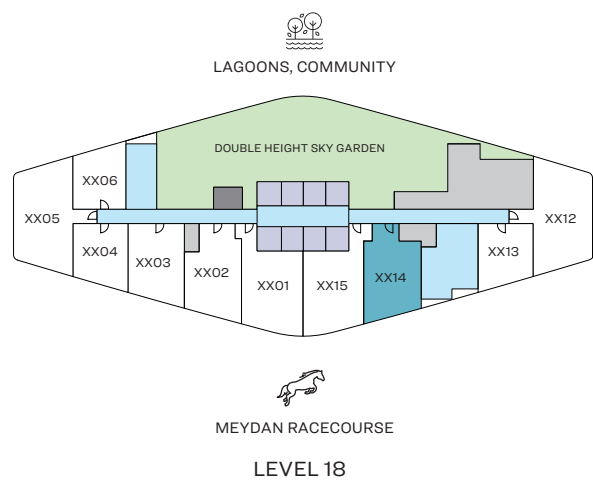 LAGOONS, COMMUNITY
DOUBLE HEIGHT SKY GARDEN
XX06
XX05
XX12
XX04
XX03
XX02
XX01
XX15
XX14
XX13
MEYDAN RACECOURSE
LEVEL 18